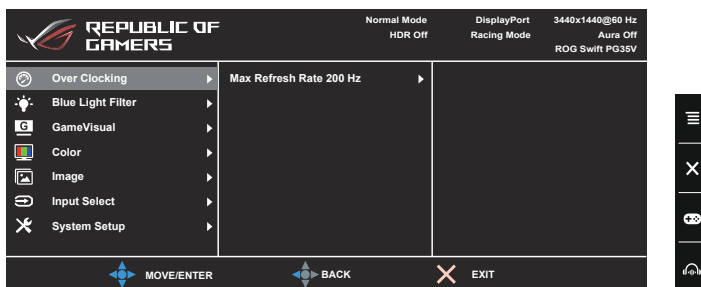 REPUBLIC OF
GAMERS
Normal Mode
HDR Off
DisplayPort
Racing Mode
3440x1440@60 Hz
Aura Off
ROG Swift PG35V
Over Clocking
Blue Light Filter
G GameVisual
Color
Image
Input Select
System Setup
Max Refresh Rate 200 Hz
MOVE/ENTER
BACK
EXIT